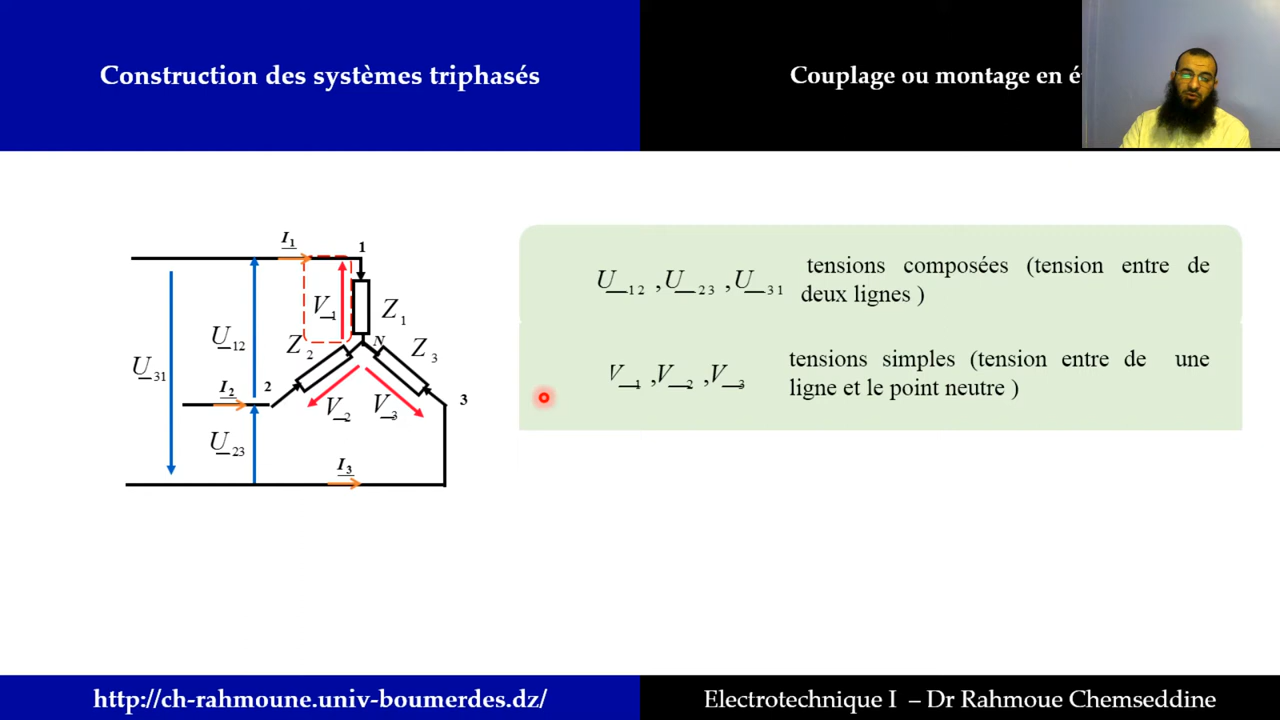 Construction des systèmes triphasés
Couplage ou montage en é
I1
1
V1
Z1
U12
Z2
N
Z3
U31
I2
2
V2
V3
3
U23
I3
U12 , U23 , U31 tensions composées (tension entre de
deux lignes )
V1 , V2 , V3 tensions simples (tension entre de une
ligne et le point neutre )
http://ch-rahmoune.univ-boumerdes.dz/
Electrotechnique I – Dr Rahmoue Chemseddine